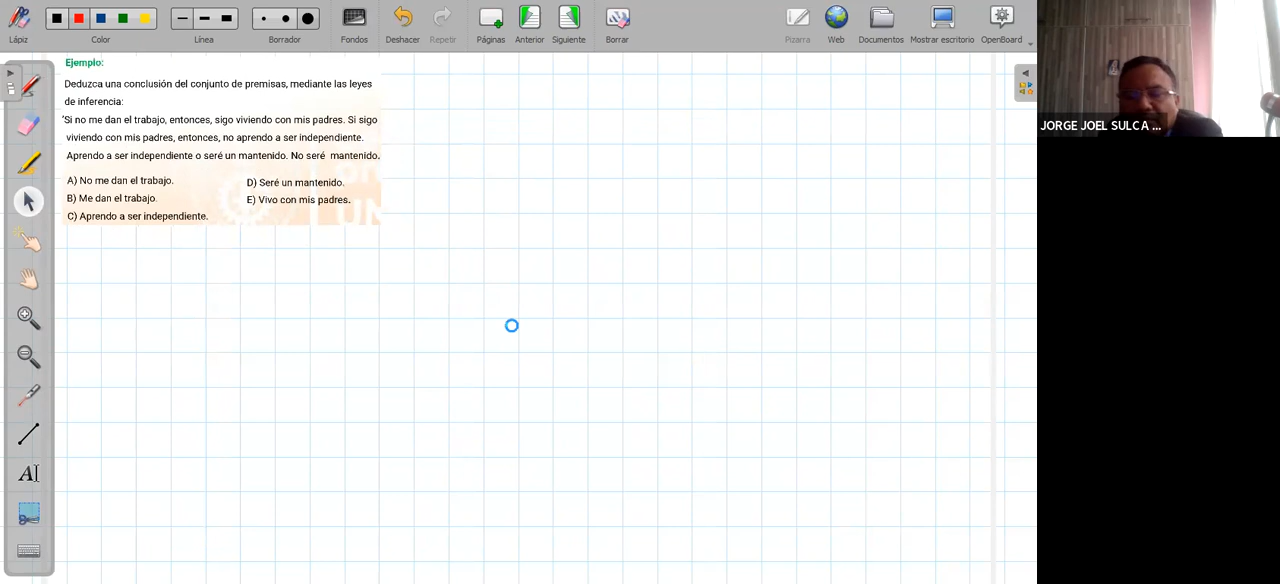 Lápiz
Color
Línea
Borrador
Fondos
Deshacer
Repetir
Páginas
Anterior
Siguiente
Borrar
Pizarra
Web
Documentos
Mostrar escritorio
OpenBoard
Ejemplo:
Deduzca una conclusión del conjunto de premisas, mediante las leyes
de inferencia:
'Si no me dan el trabajo, entonces, sigo viviendo con mis padres. Si sigo
viviendo con mis padres, entonces, no aprendo a ser independiente.
Aprendo a ser independiente o seré un mantenido. No seré mantenido.
A) No me dan el trabajo.
B) Me dan el trabajo.
C) Aprendo a ser independiente.
D) Seré un mantenido.
E) Vivo con mis padres.
JORGE JOEL SULCA ...